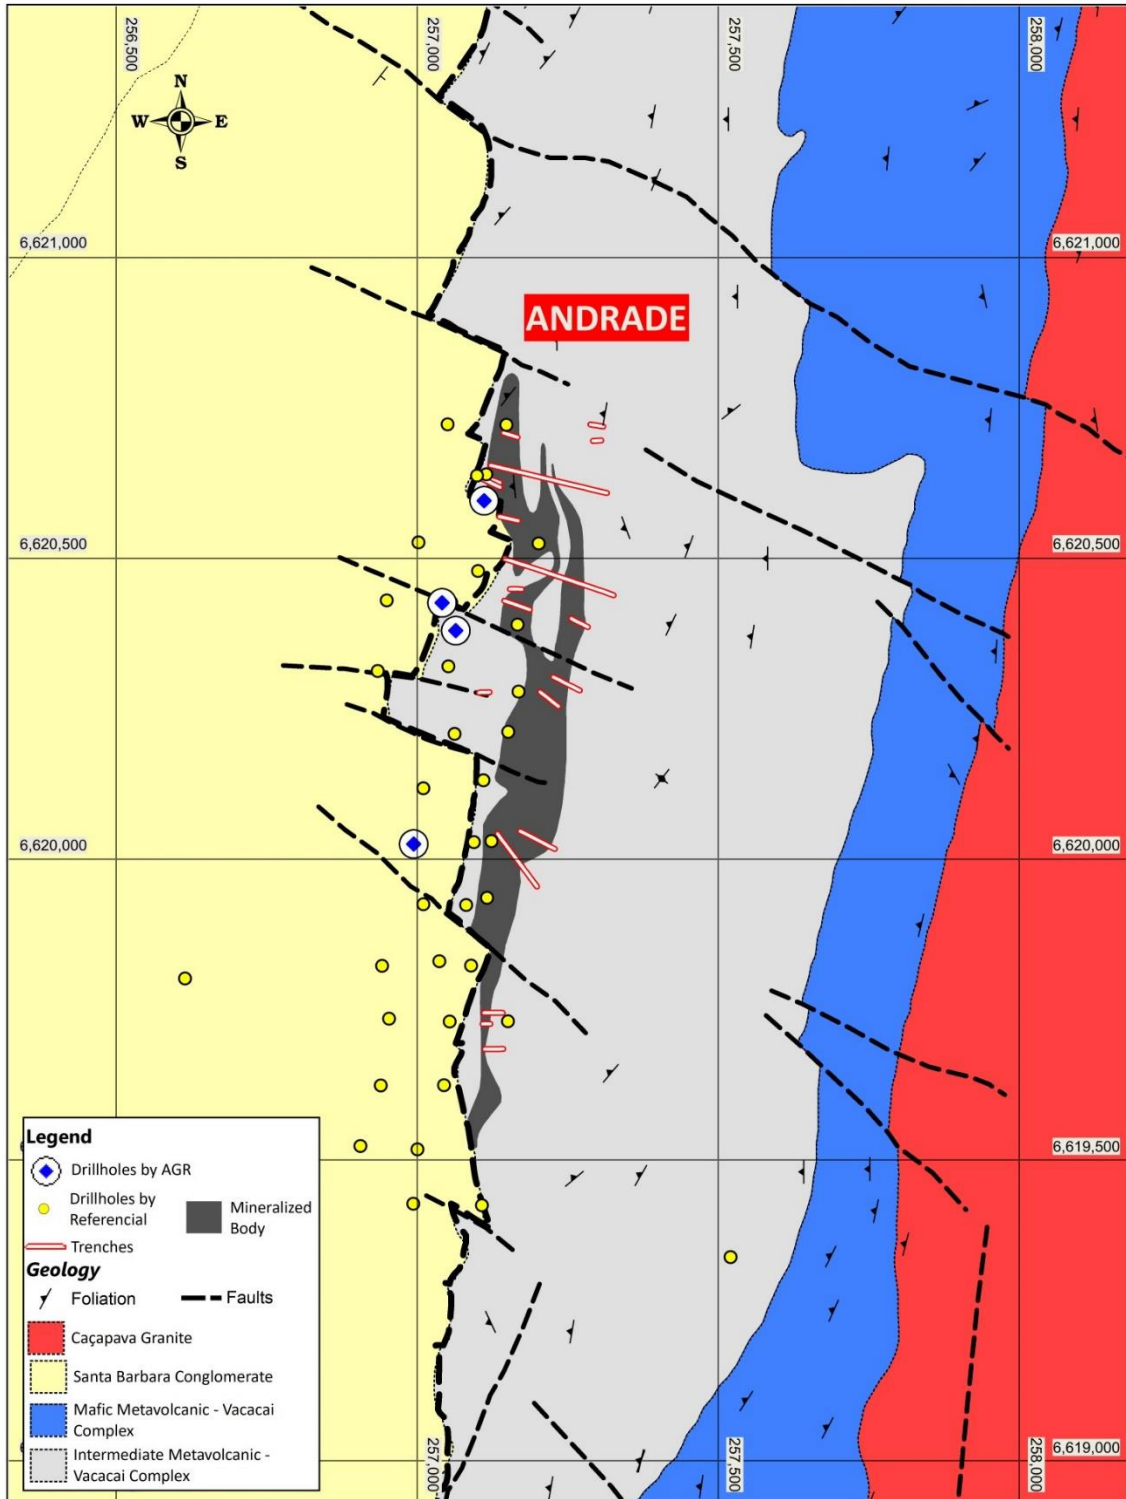 256,500
257,000
257,500
258,000
N
W E
S
6,621,000
6,621,000
ANDRADE
6,620,500
6,620,500
6,620,000
6,620,000
6,619,500
Legend
Drillholes by AGR
Drillholes by
Referencial
Mineralized
Body
Trenches
Geology
Foliation
Faults
Caçapava Granite
Santa Barbara Conglomerate
Mafic Metavolcanic - Vacacai
Complex
Intermediate Metavolcanic -
Vacacai Complex
6,619,000
257,000
257,500
258,000